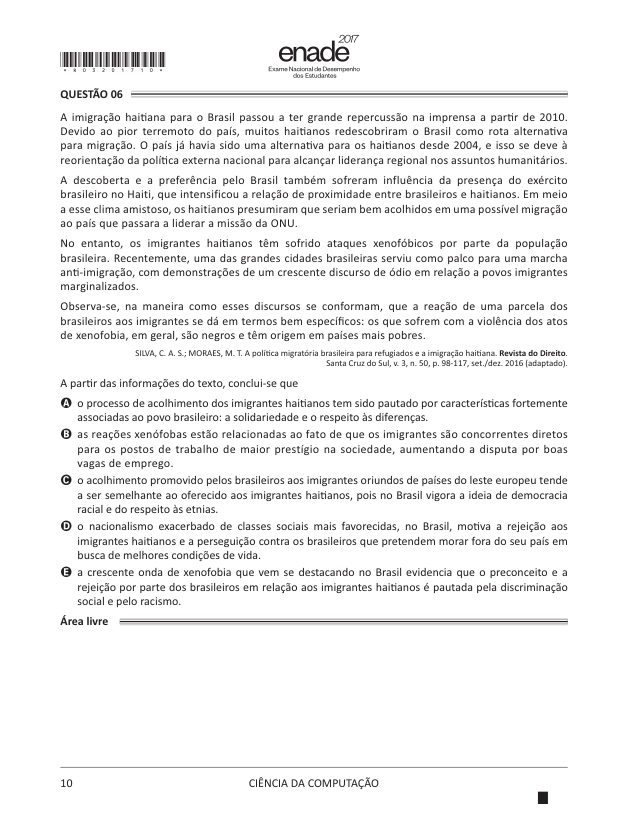 2017
enade
Exame Nacional de Desempenho
dos Estudantes
* R 0 3 2 0 1 7 1 0 *
QUESTÃO 06
A imigração haitiana para o Brasil passou a ter grande repercussão na imprensa a partir de 2010.
Devido ao pior terremoto do país, muitos haitianos redescobriram o Brasil como rota alternativa
para migração. O país já havia sido uma alternativa para os haitianos desde 2004, e isso se deve à
reorientação da política externa nacional para alcançar liderança regional nos assuntos humanitários.
A descoberta e a preferência pelo Brasil também sofreram influência da presença do exército
brasileiro no Haiti, que intensificou a relação de proximidade entre brasileiros e haitianos. Em meio
a esse clima amistoso, os haitianos presumiram que seriam bem acolhidos em uma possível migração
ao país que passara a liderar a missão da ONU.
No entanto, os imigrantes haitianos têm sofrido ataques xenofóbicos por parte da população
brasileira. Recentemente, uma das grandes cidades brasileiras serviu como palco para uma marcha
anti-imigração, com demonstrações de um crescente discurso de ódio em relação a povos imigrantes
marginalizados.
Observa-se, na maneira como esses discursos se conformam, que a reação de uma parcela dos
brasileiros aos imigrantes se dá em termos bem específicos: os que sofrem com a violência dos atos
de xenofobia, em geral, são negros e têm origem em países mais pobres.
SILVA, C. A. S.; MORAES, M. T. A política migratória brasileira para refugiados e a imigração haitiana. Revista do Direito.
Santa Cruz do Sul, v. 3, n. 50, p. 98-117, set./dez. 2016 (adaptado).
A partir das informações do texto, conclui-se que
A o processo de acolhimento dos imigrantes haitianos tem sido pautado por características fortemente
associadas ao povo brasileiro: a solidariedade e o respeito às diferenças.
B as reações xenófobas estão relacionadas ao fato de que os imigrantes são concorrentes diretos
para os postos de trabalho de maior prestígio na sociedade, aumentando a disputa por boas
vagas de emprego.
C o acolhimento promovido pelos brasileiros aos imigrantes oriundos de países do leste europeu tende
a ser semelhante ao oferecido aos imigrantes haitianos, pois no Brasil vigora a ideia de democracia
racial e do respeito às etnias.
D o nacionalismo exacerbado de classes sociais mais favorecidas, no Brasil, motiva a rejeição aos
imigrantes haitianos e a perseguição contra os brasileiros que pretendem morar fora do seu país em
busca de melhores condições de vida.
E a crescente onda de xenofobia que vem se destacando no Brasil evidencia que o preconceito e a
rejeição por parte dos brasileiros em relação aos imigrantes haitianos é pautada pela discriminação
social e pelo racismo.
Área livre
10
CIÊNCIA DA COMPUTAÇÃO